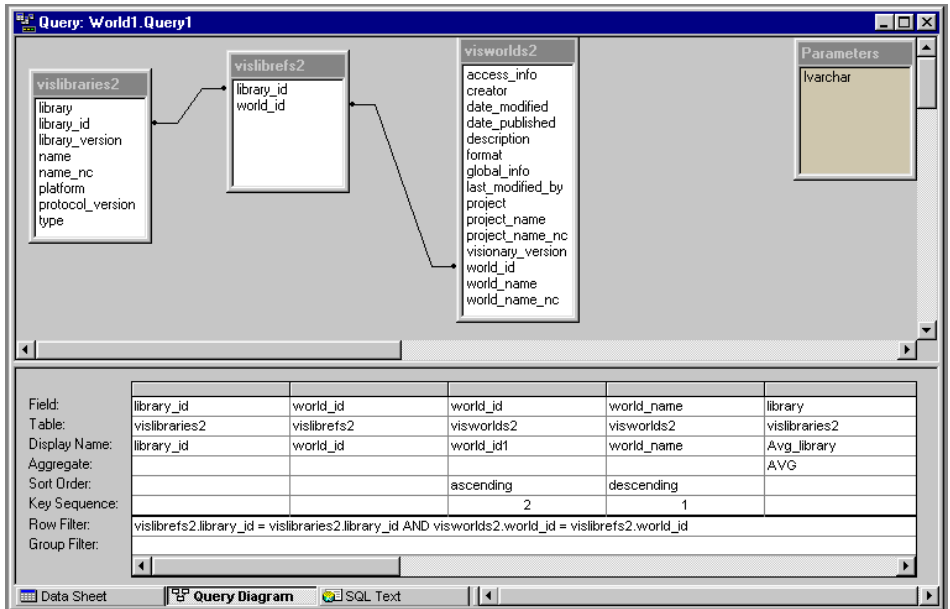 Query: World1.Query1
vislibraries2
library
library_id
library_version
name
name_nc
platform
protocol_version
type
vislibrefs2
library_id
world_id
visworlds2
access_info
creator
date_modified
date_published
description
format
global_info
last_modified_by
project
project_name
project_name_nc
visionary_version
world_id
world_name
world_name_nc
Parameters
lvarchar
Field: library_id world_id world_id world_name library
Table: vislibraries2 vislibrefs2 visworlds2 visworlds2 vislibraries2
Display Name: library_id world_id world_id1 world_name Avg_library
Aggregate: AVG
Sort Order: ascending descending
Key Sequence: 2 1
Row Filter: vislibrefs2.library_id = vislibraries2.library_id AND visworlds2.world_id = vislibrefs2.world_id
Group Filter:
Data Sheet Query Diagram SQL Text